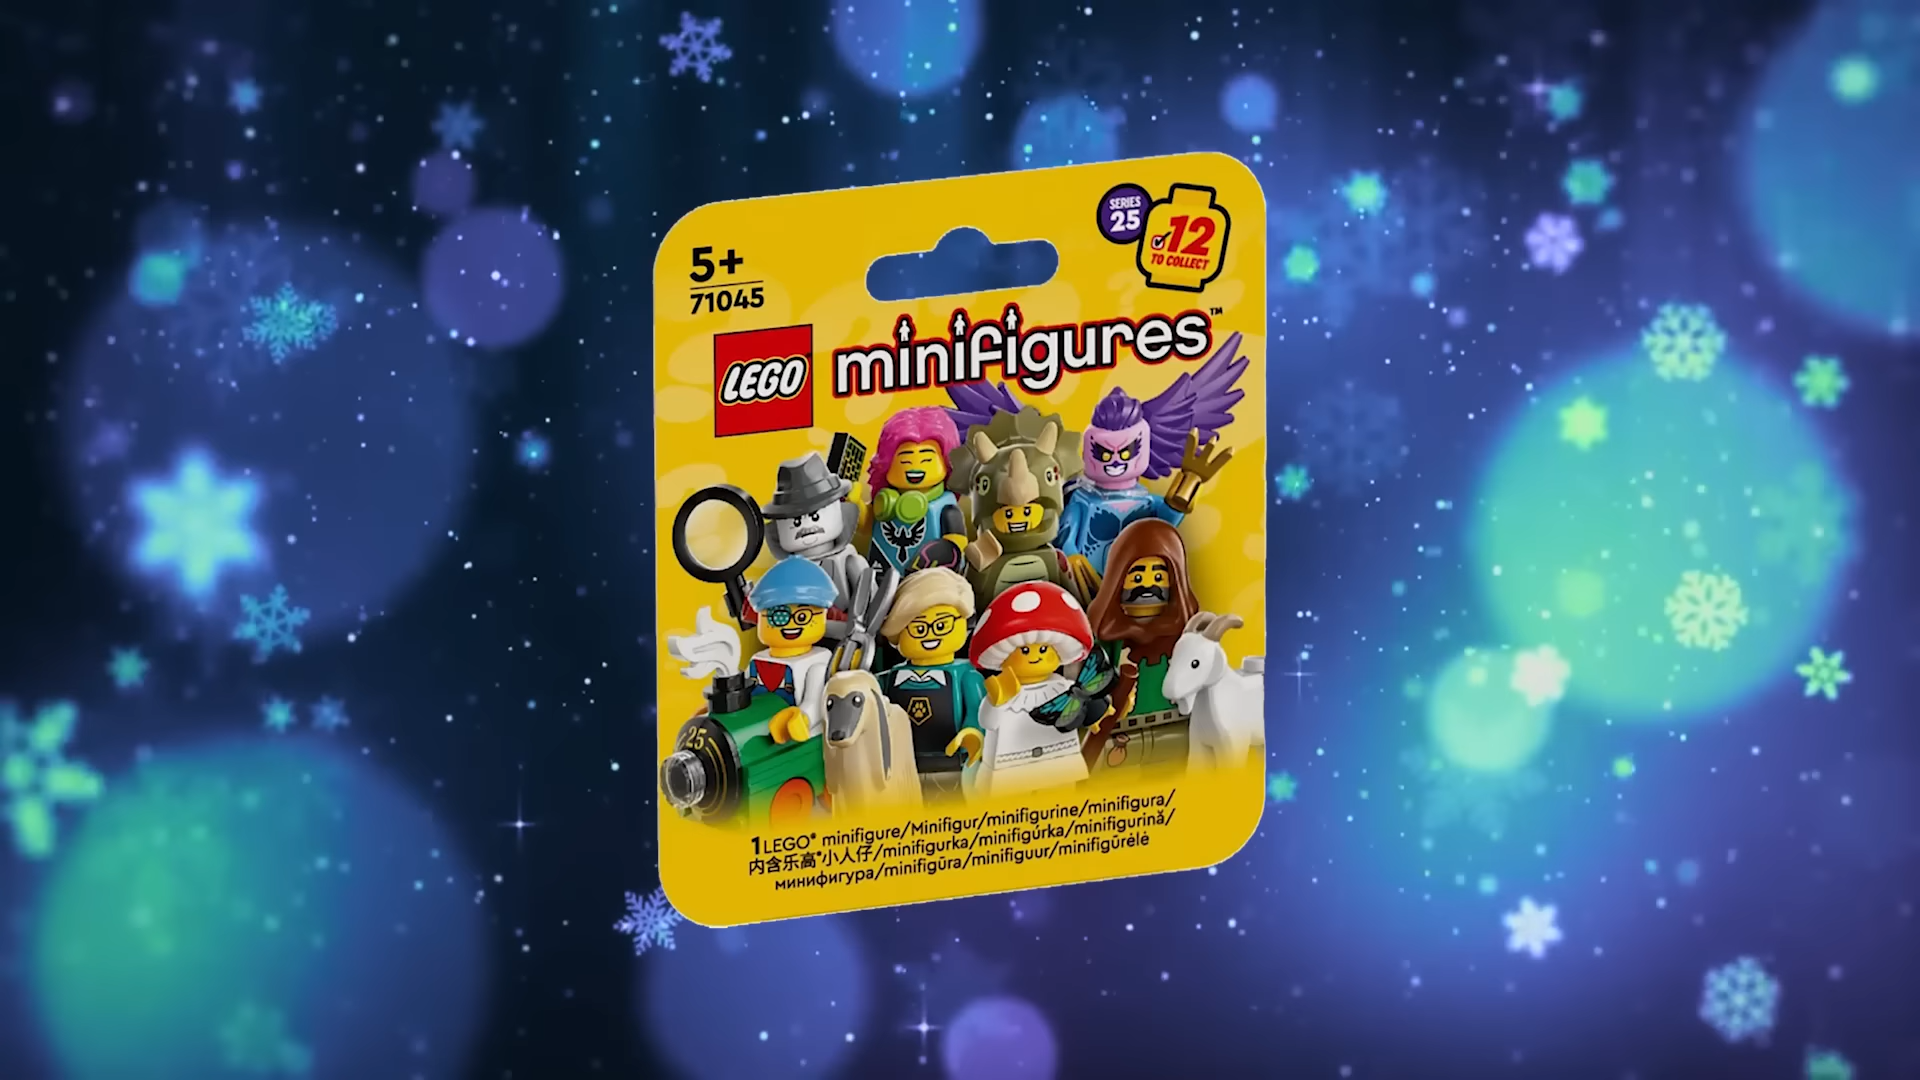 5+
71045
SERIES
25
12
TO COLLECT
LEGO
minifigures™
25
1 LEGO® minifigure/Minifigur/minifigurine/minifigura/
内含乐高®小人仔/minifigurka/minifigúrka/minifigurină/
минифигура/minifigūra/minifiguur/minifigūrėlė